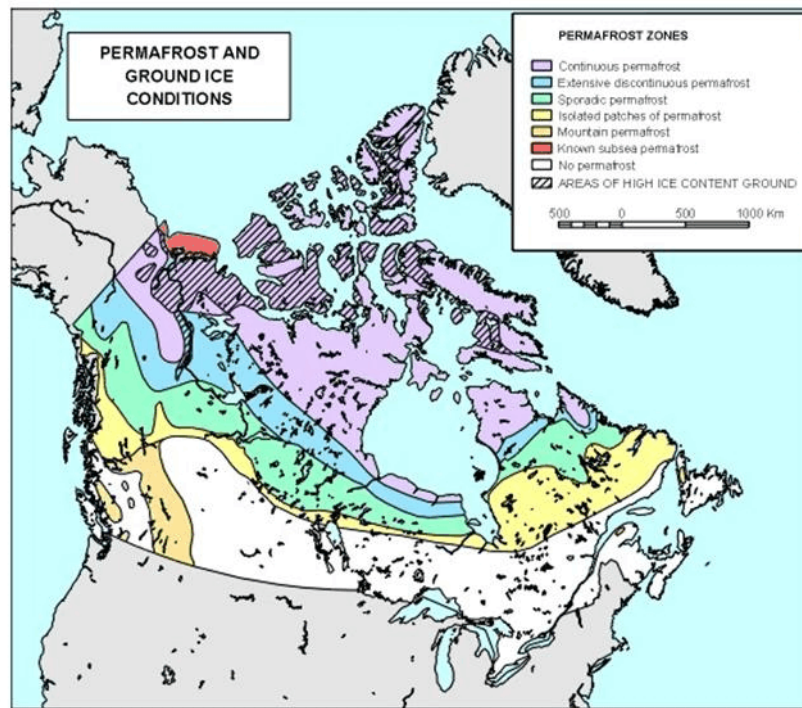 PERMAFROST AND
GROUND ICE
CONDITIONS
PERMAFROST ZONES
Continuous permafrost
Extensive discontinuous permafrost
Sporadic permafrost
Isolated patches of permafrost
Mountain permafrost
Known subsea permafrost
No permafrost
AREAS OF HIGH ICE CONTENT GROUND
500 0 500 1000 Km